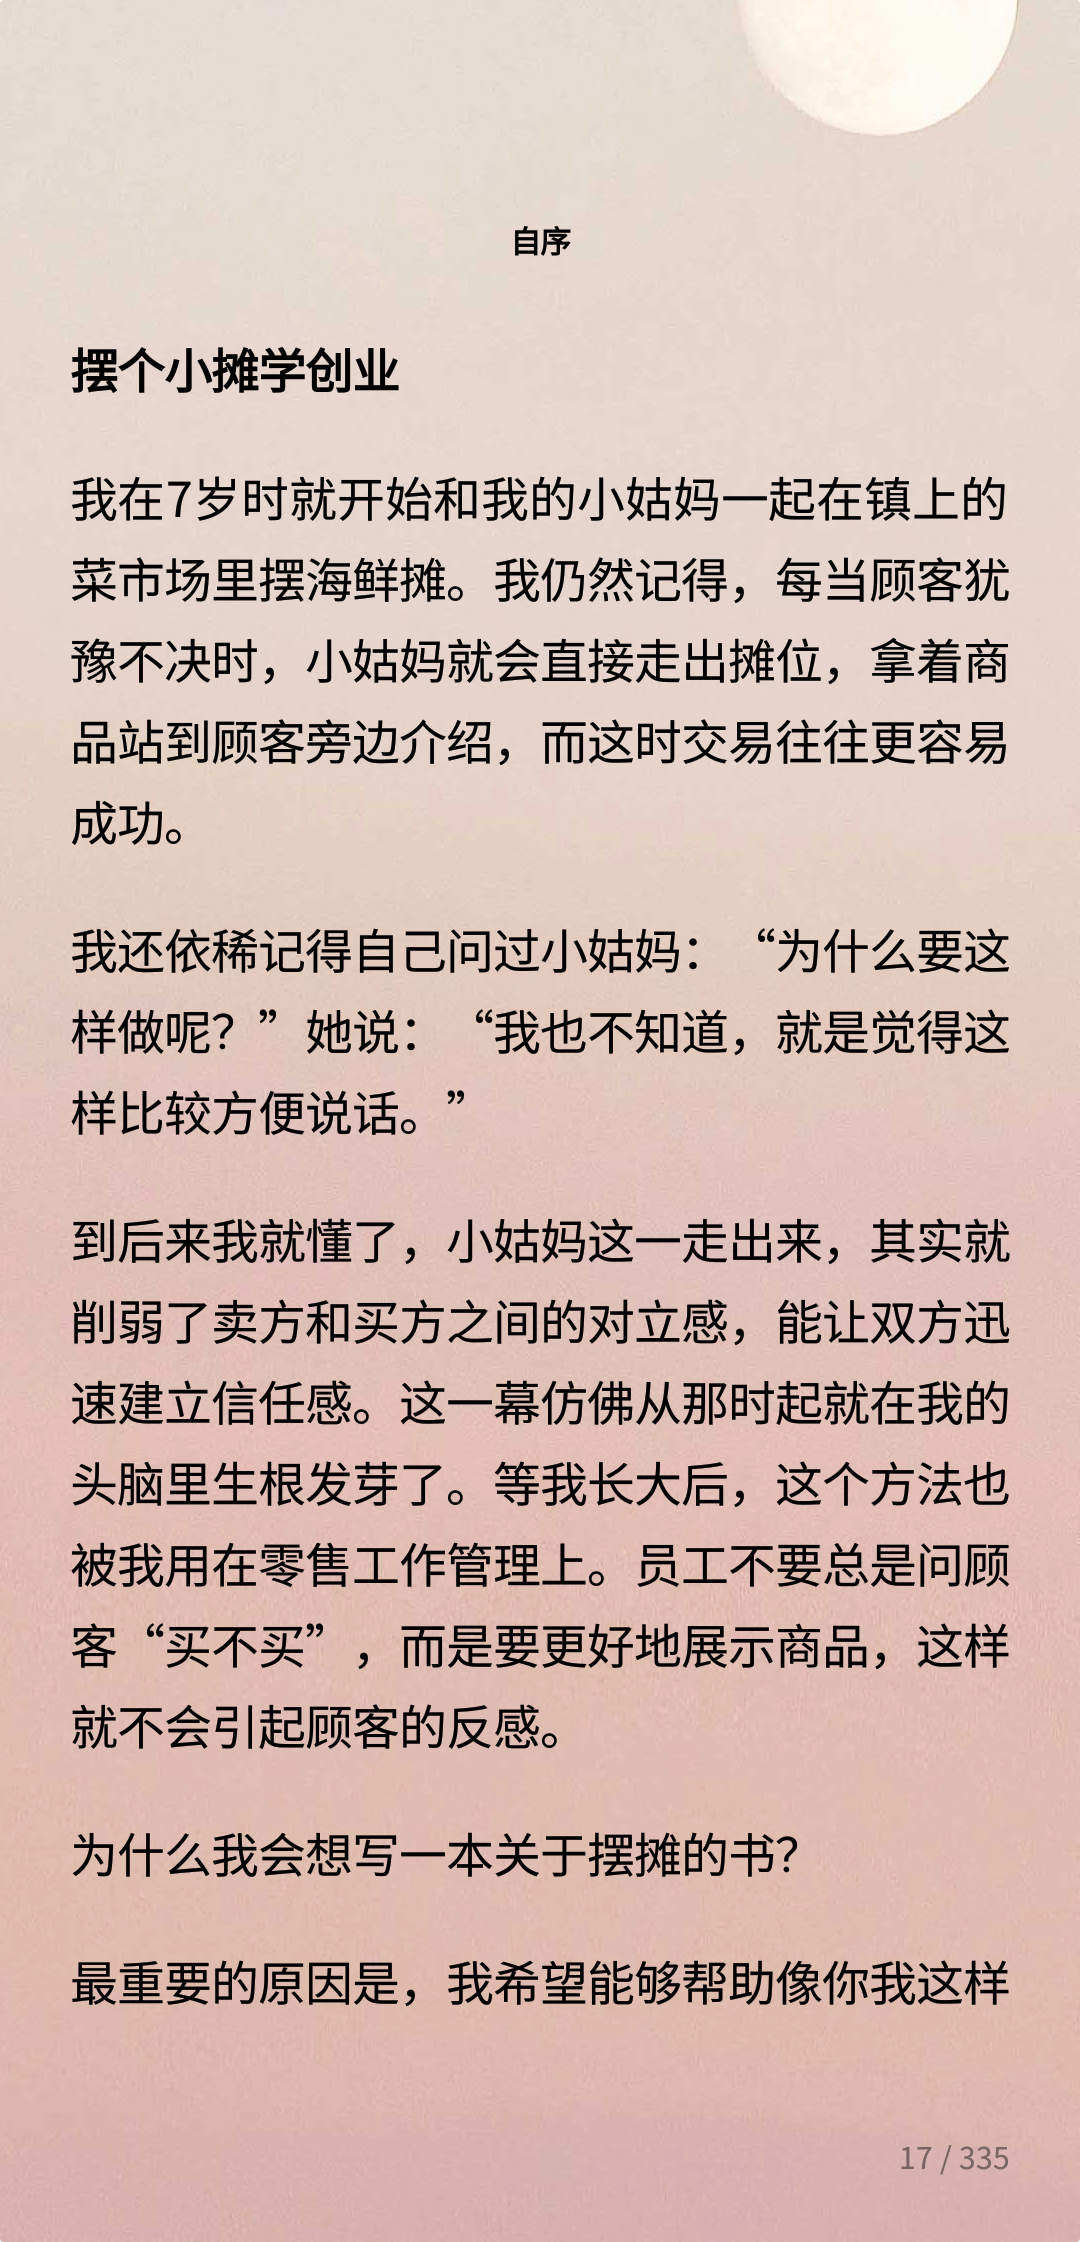 自序
摆个小摊学创业
我在7岁时就开始和我的小姑妈一起在镇上的
菜市场里摆海鲜摊。我仍然记得，每当顾客犹
豫不决时，小姑妈就会直接走出摊位，拿着商
品站到顾客旁边介绍，而这时交易往往更容易
成功。
我还依稀记得自己问过小姑妈：“为什么要这
样做呢？”她说：“我也不知道，就是觉得这
样比较方便说话。”
到后来我就懂了，小姑妈这一走出来，其实就
削弱了卖方和买方之间的对立感，能让双方迅
速建立信任感。这一幕仿佛从那时起就在我的
头脑里生根发芽了。等我长大后，这个方法也
被我用在零售工作管理上。员工不要总是问顾
客“买不买”，而是要更好地展示商品，这样
就不会引起顾客的反感。
为什么我会想写一本关于摆摊的书？
最重要的原因是，我希望能够帮助像你我这样
17 / 335